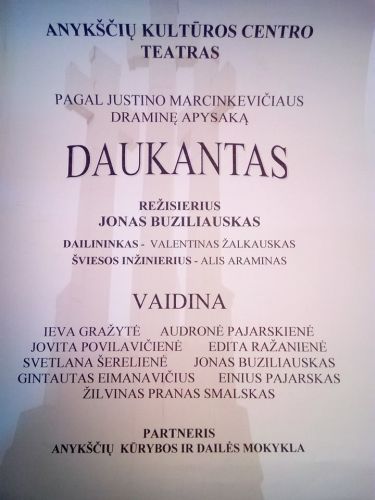 ANYKŠČIŲ KULTŪROS CENTRO
TEATRAS
PAGAL JUSTINO MARCINKEVIČIAUS
DRAMINĘ APYSAKĄ
DAUKANTAS
REŽISIERIUS
JONAS BUZILIAUSKAS
DAILININKAS - VALENTINAS ŽALKAUSKAS
ŠVIESOS INŽINIERIUS - ALIS ARAMINAS
VAIDINA
IEVA GRAŽYTĖ AUDRONĖ PAJARSKIENĖ
JOVITA POVILAVIČIENĖ EDITA RAŽANIENĖ
SVETLANA ŠERELIENĖ JONAS BUZILIAUSKAS
GINTAUTAS EIMANAVIČIUS EINIUS PAJARSKAS
ŽILVINAS PRANAS SMALSKAS
PARTNERIS
ANYKŠČIŲ KŪRYBOS IR DAILĖS MOKYKLA